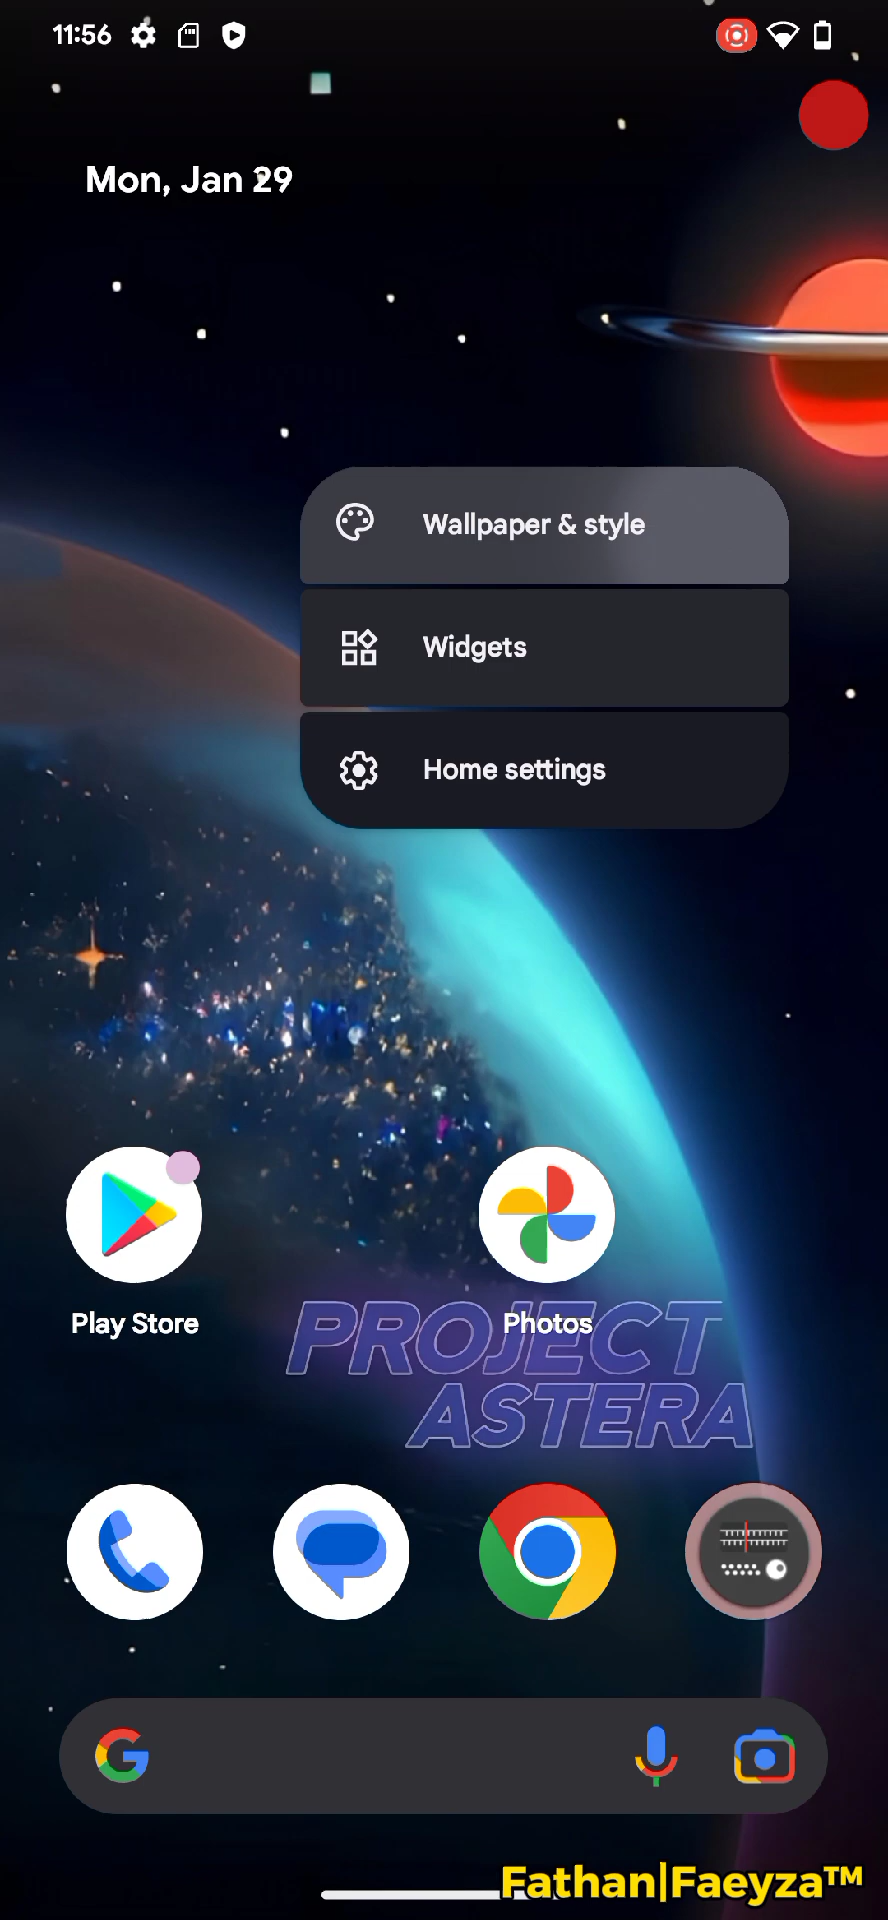 11:56
Mon, Jan 29
Wallpaper & style
Widgets
Home settings
Play Store
Photos
PROJECT
ASTERA
Fathan|Faeyza™